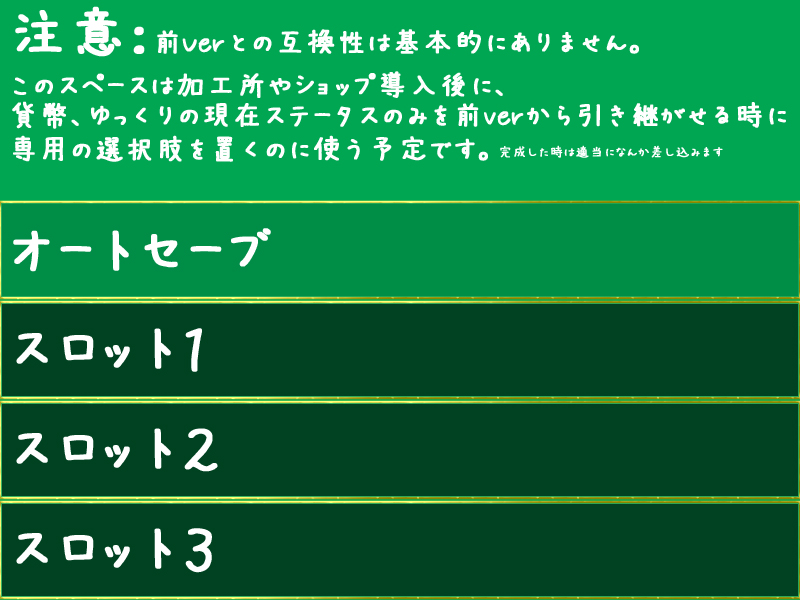 注意:前verとの互換性は基本的にありません。
このスペースは加工所やショップ導入後に、
貨幣、ゆっくりの現在ステータスのみを前verから引き継がせる時に
専用の選択肢を置くのに使う予定です。完成した時は適当になんか差し込みます
オートセーブ
スロット1
スロット2
スロット3